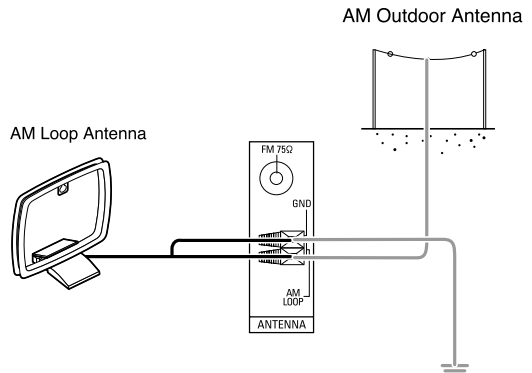 AM Outdoor Antenna
AM Loop Antenna
FM 75Ω
GND
AM
LOOP
ANTENNA